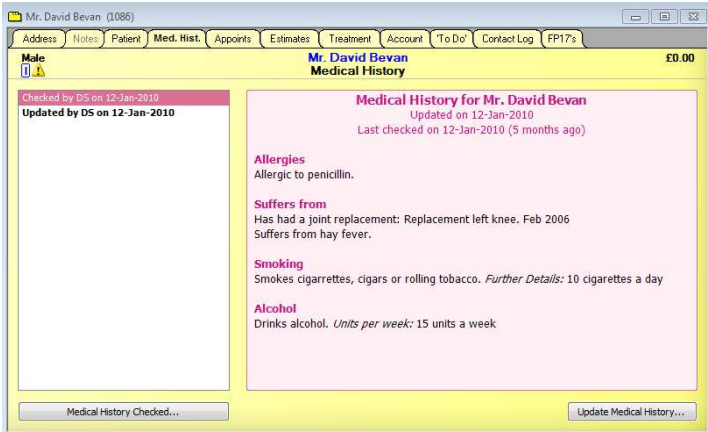 Mr. David Bevan (1086)
Address Notes Patient Med. Hist. Appoints Estimates Treatment Account 'To Do' Contact Log FP17's
Male Mr. David Bevan £0.00
Medical History
Checked by DS on 12-Jan-2010
Updated by DS on 12-Jan-2010
Medical History for Mr. David Bevan
Updated on 12-Jan-2010
Last checked on 12-Jan-2010 (5 months ago)
Allergies
Allergic to penicillin.
Suffers from
Has had a joint replacement: Replacement left knee. Feb 2006
Suffers from hay fever.
Smoking
Smokes cigarrettes, cigars or rolling tobacco. Further Details: 10 cigarettes a day
Alcohol
Drinks alcohol. Units per week: 15 units a week
Medical History Checked... Update Medical History...